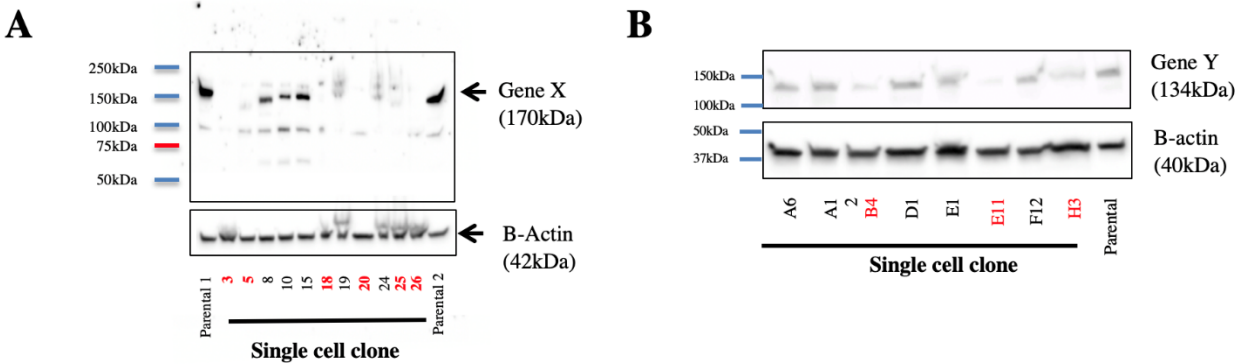 A
250kDa
150kDa
100kDa
75kDa
50kDa
Gene X
(170kDa)
B-Actin
(42kDa)
Parental 1
3
5
8
10
15
18
19
20
24
25
26
Parental 2
Single cell clone
B
150kDa
100kDa
50kDa
37kDa
Gene Y
(134kDa)
B-actin
(40kDa)
A6
A1
2
B4
D1
E1
E11
F12
H3
Parental
Single cell clone